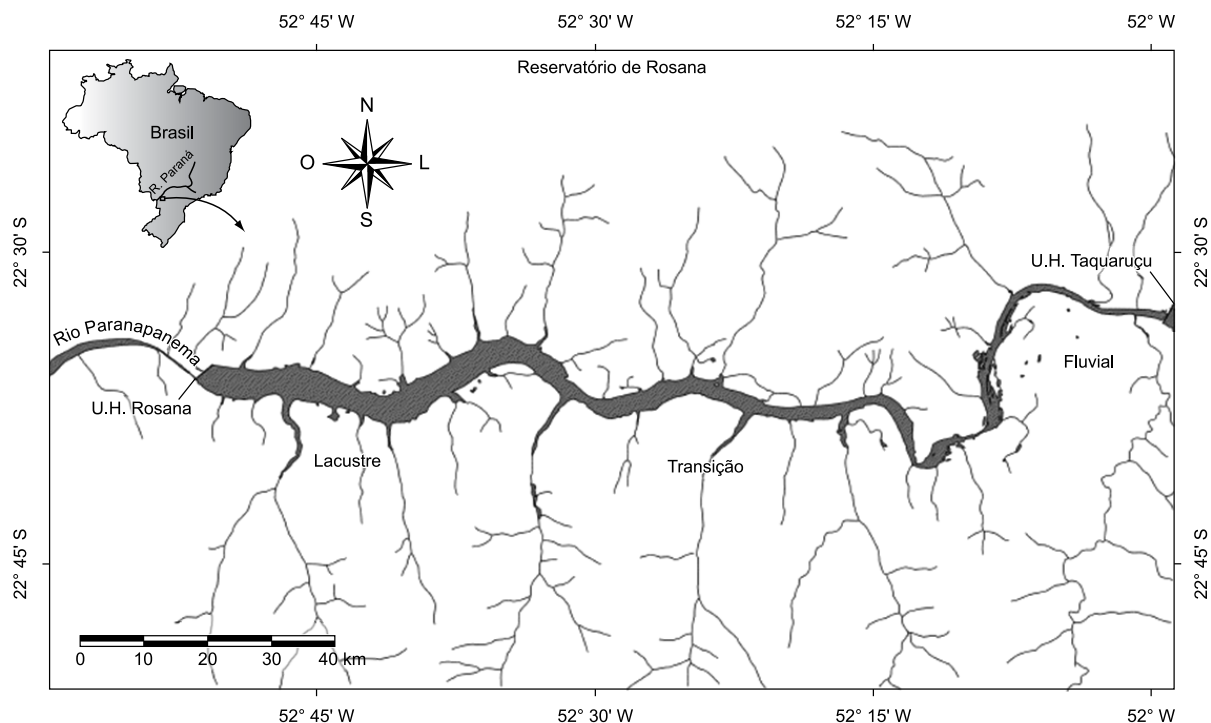 52° 45' W 52° 30' W 52° 15' W 52° W
Reservatório de Rosana
Brasil
R. Paraná
N
O L
S
22° 30' S
22° 30' S
U.H. Taquaruçu
Rio Paranapanema
U.H. Rosana
Fluvial
Lacustre
Transição
22° 45' S
22° 45' S
0 10 20 30 40 km
52° 45' W 52° 30' W 52° 15' W 52° W